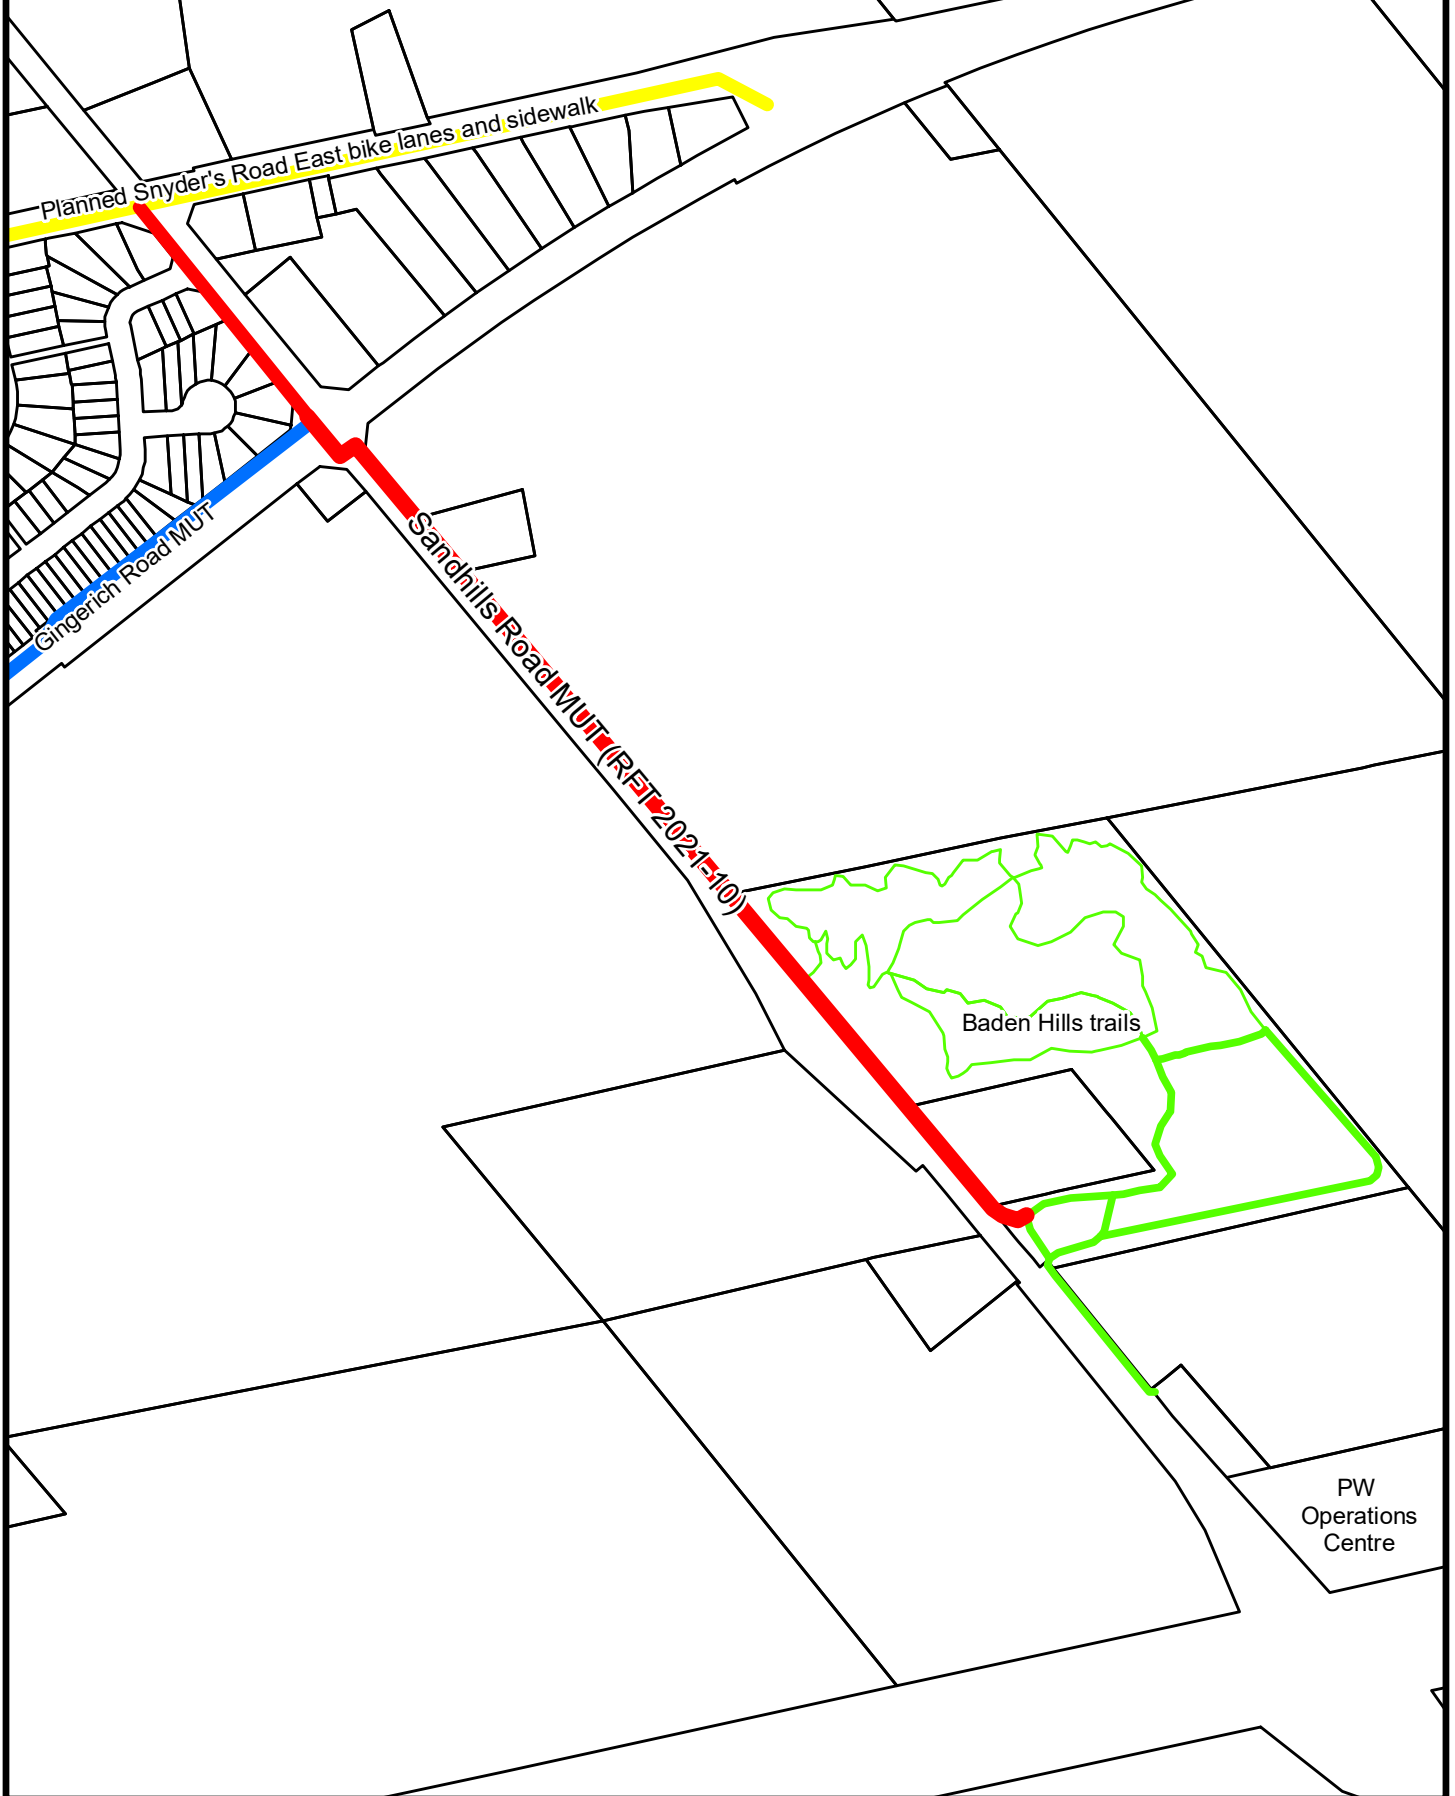 Planned Snyder's Road East bike lanes and sidewalk
Gingerich Road MUT
Sandhills Road MUT (RFT 2021-10)
Baden Hills trails
PW
Operations
Centre